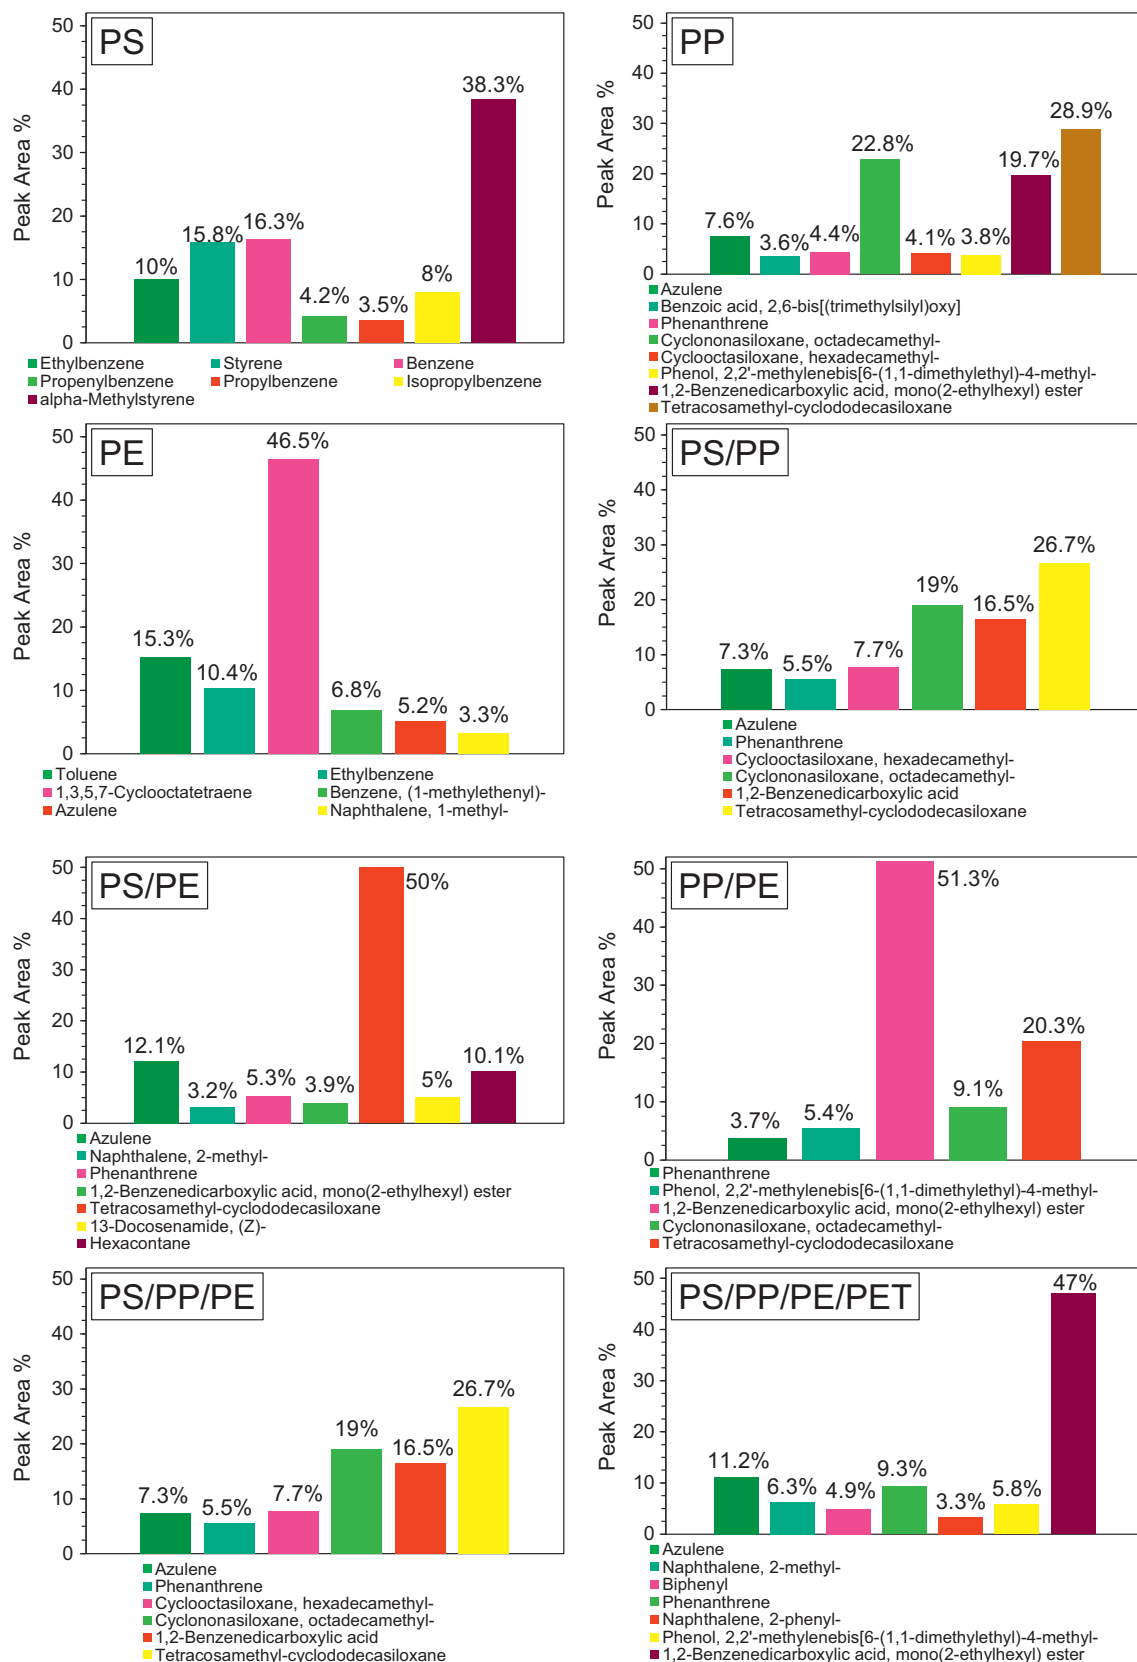 PS
Peak Area %
50
40
30
20
10
0
10%
15.8%
16.3%
4.2%
3.5%
8%
38.3%
Ethylbenzene
Styrene
Benzene
Propenylbenzene
Propylbenzene
Isopropylbenzene
alpha-Methylstyrene
PP
Peak Area %
50
40
30
20
10
0
7.6%
3.6%
4.4%
22.8%
4.1%
3.8%
19.7%
28.9%
Azulene
Benzoic acid, 2,6-bis[(trimethylsilyl)oxy]
Phenanthrene
Cyclononasiloxane, octadecamethyl-
Cyclooctasiloxane, hexadecamethyl-
Phenol, 2,2'-methylenebis[6-(1,1-dimethylethyl)-4-methyl-
1,2-Benzenedicarboxylic acid, mono(2-ethylhexyl) ester
Tetracosamethyl-cyclododecasiloxane
PE
Peak Area %
50
40
30
20
10
0
15.3%
10.4%
46.5%
6.8%
5.2%
3.3%
Toluene
Ethylbenzene
1,3,5,7-Cyclooctatetraene
Benzene, (1-methylethenyl)-
Azulene
Naphthalene, 1-methyl-
PS/PP
Peak Area %
50
40
30
20
10
0
7.3%
5.5%
7.7%
19%
16.5%
26.7%
Azulene
Phenanthrene
Cyclooctasiloxane, hexadecamethyl-
Cyclononasiloxane, octadecamethyl-
1,2-Benzenedicarboxylic acid
Tetracosamethyl-cyclododecasiloxane
PS/PE
Peak Area %
50
40
30
20
10
0
12.1%
3.2%
5.3%
3.9%
50%
5%
10.1%
Azulene
Naphthalene, 2-methyl-
Phenanthrene
1,2-Benzenedicarboxylic acid, mono(2-ethylhexyl) ester
Tetracosamethyl-cyclododecasiloxane
13-Docosenamide, (Z)-
Hexacontane
PP/PE
Peak Area %
50
40
30
20
10
0
3.7%
5.4%
51.3%
9.1%
20.3%
Phenanthrene
Phenol, 2,2'-methylenebis[6-(1,1-dimethylethyl)-4-methyl-
1,2-Benzenedicarboxylic acid, mono(2-ethylhexyl) ester
Cyclononasiloxane, octadecamethyl-
Tetracosamethyl-cyclododecasiloxane
PS/PP/PE
Peak Area %
50
40
30
20
10
0
7.3%
5.5%
7.7%
19%
16.5%
26.7%
Azulene
Phenanthrene
Cyclooctasiloxane, hexadecamethyl-
Cyclononasiloxane, octadecamethyl-
1,2-Benzenedicarboxylic acid
Tetracosamethyl-cyclododecasiloxane
PS/PP/PE/PET
Peak Area %
50
40
30
20
10
0
11.2%
6.3%
4.9%
9.3%
3.3%
5.8%
47%
Azulene
Naphthalene, 2-methyl-
Biphenyl
Phenanthrene
Naphthalene, 2-phenyl-
Phenol, 2,2'-methylenebis[6-(1,1-dimethylethyl)-4-methyl-
1,2-Benzenedicarboxylic acid, mono(2-ethylhexyl) ester